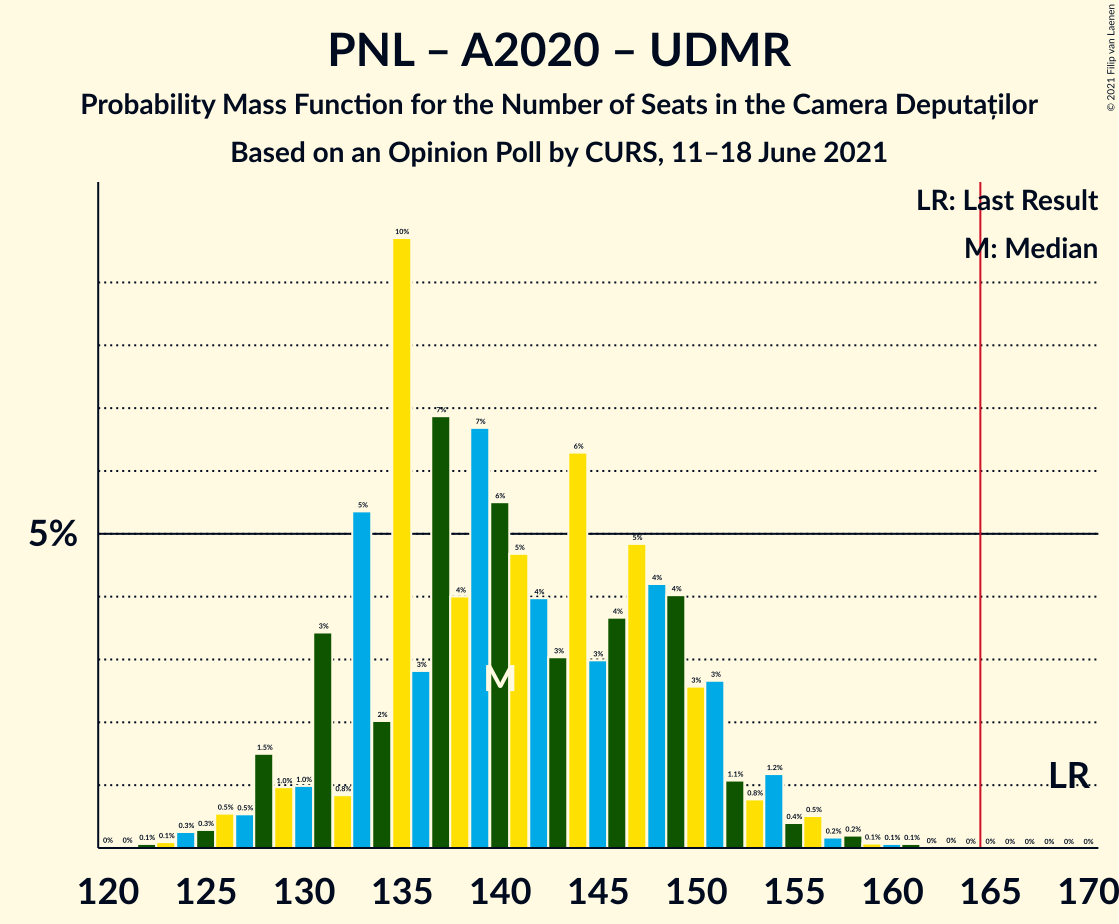 PNL – A2020 – UDMR
Probability Mass Function for the Number of Seats in the Camera Deputaților
Based on an Opinion Poll by CURS, 11–18 June 2021
© 2021 Filip van Laenen
LR: Last Result
M: Median
5%
0% 0% 0.1% 0.1% 0.3% 0.3% 0.5% 0.5% 1.5% 1.0% 1.0% 3% 0.8% 5% 2% 10% 3% 7% 4% 7% 6% 5% 4% 3% 6% 3% 4% 5% 4% 4% 3% 3% 1.1% 0.8% 1.2% 0.4% 0.5% 0.2% 0.2% 0.1% 0.1% 0.1% 0% 0% 0% 0% 0% 0% 0% 0% 0%
M
LR
120 125 130 135 140 145 150 155 160 165 170